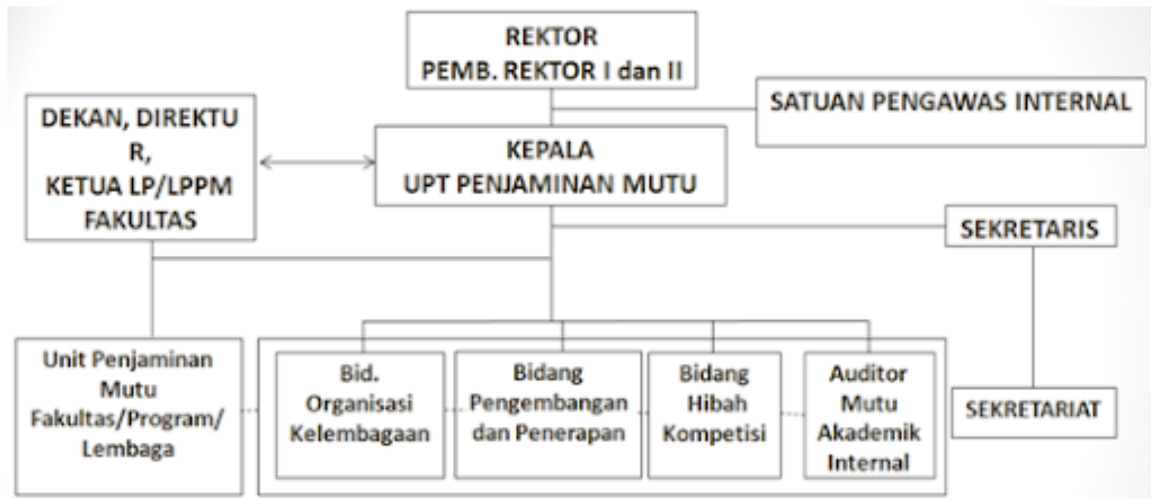 REKTOR
PEMB. REKTOR I dan II
SATUAN PENGAWAS INTERNAL
DEKAN, DIREKTU
R,
KETUA LP/LPPM
FAKULTAS
KEPALA
UPT PENJAMINAN MUTU
SEKRETARIS
Unit Penjaminan
Mutu
Fakultas/Program/
Lembaga
Bid.
Organisasi
Kelembagaan
Bidang
Pengembangan
dan Penerapan
Bidang
Hibah
Kompetisi
Auditor
Mutu
Akademik
Internal
SEKRETARIAT